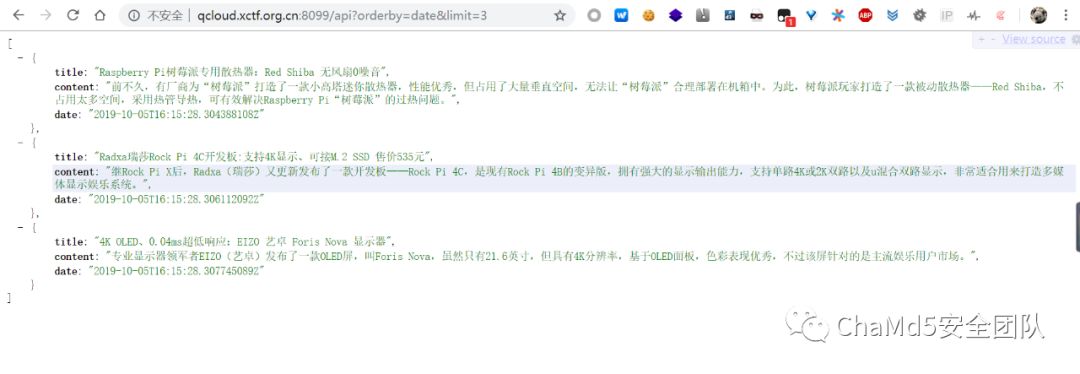 不安全 | qcloud.xctf.org.cn:8099/api?orderby=date&limit=3
+ - View source
[
- {
title: "Raspberry Pi树莓派专用散热器：Red Shiba 无风扇0噪音",
content: "前不久，有厂商为“树莓派”打造了一款小高塔迷你散热器，性能优秀，但占用了大量垂直空间，无法让“树莓派”合理部署在机箱中。为此，树莓派玩家打造了一款被动散热器——Red Shiba，不
占用太多空间，采用热管导热，可有效解决Raspberry Pi“树莓派”的过热问题。",
date: "2019-10-05T16:15:28.304388108Z"
},
- {
title: "Radxa瑞莎Rock Pi 4C开发板:支持4K显示、可接M.2 SSD 售价535元",
content: "继Rock Pi X后，Radxa（瑞莎）又更新发布了一款开发板——Rock Pi 4C，是现有Rock Pi 4B的变异版，拥有强大的显示输出能力，支持单路4K或2K双路以及u混合双路显示，非常适合用来打造多媒
体显示娱乐系统。",
date: "2019-10-05T16:15:28.306112092Z"
},
- {
title: "4K OLED、0.04ms超低响应：EIZO 艺卓 Foris Nova 显示器",
content: "专业显示器领军者EIZO（艺卓）发布了一款OLED屏，叫Foris Nova，虽然只有21.6英寸，但具有4K分辨率，基于OLED面板，色彩表现优秀，不过该屏针对的是主流娱乐用户市场。",
date: "2019-10-05T16:15:28.307745089Z"
}
]
ChaMd5安全团队